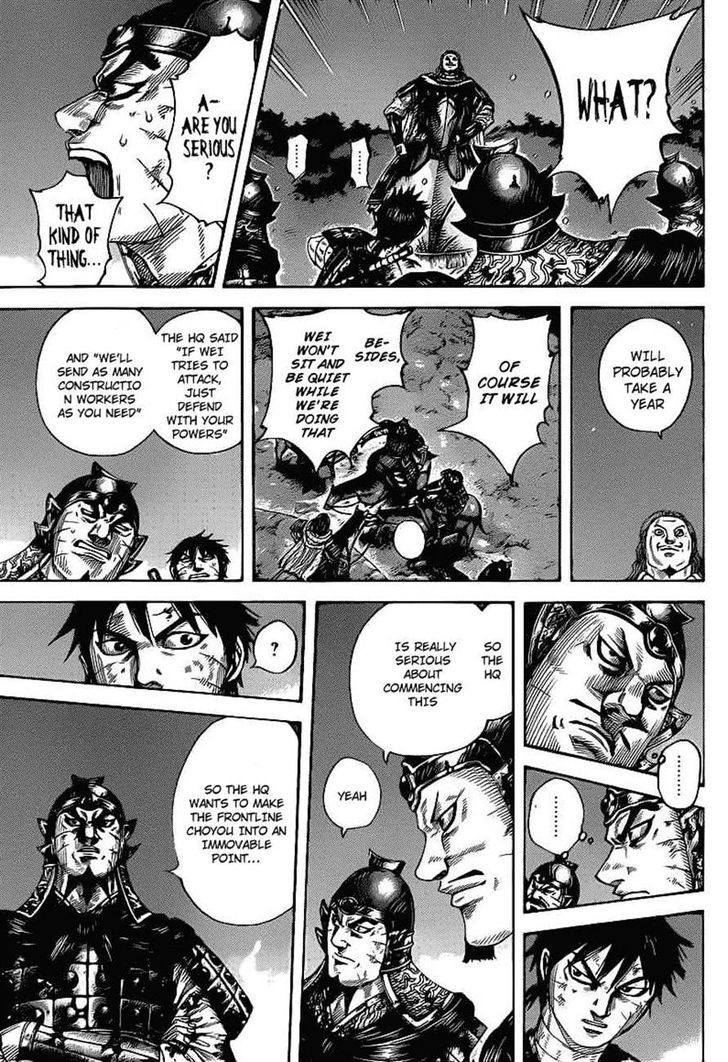 WHAT?
......
......
A-
ARE YOU
SERIOUS
?
THAT
KIND OF
THING...
WILL
PROBABLY
TAKE A
YEAR
OF
COURSE
IT WILL
BE-
SIDES,
WEI
WON'T
SIT AND
BE QUIET
WHILE
WE'RE
DOING
THAT
THE HQ SAID
"IF WEI
TRIES TO
ATTACK,
JUST
DEFEND
WITH YOUR
POWERS"
AND "WE'LL
SEND AS MANY
CONSTRUCTIO
N WORKERS
AS YOU NEED"
......
......
SO
THE
HQ
IS REALLY
SERIOUS
ABOUT
COMMENCING
THIS
YEAH
?
SO THE HQ
WANTS TO MAKE
THE FRONTLINE
CHOYOU INTO AN
IMMOVABLE
POINT...